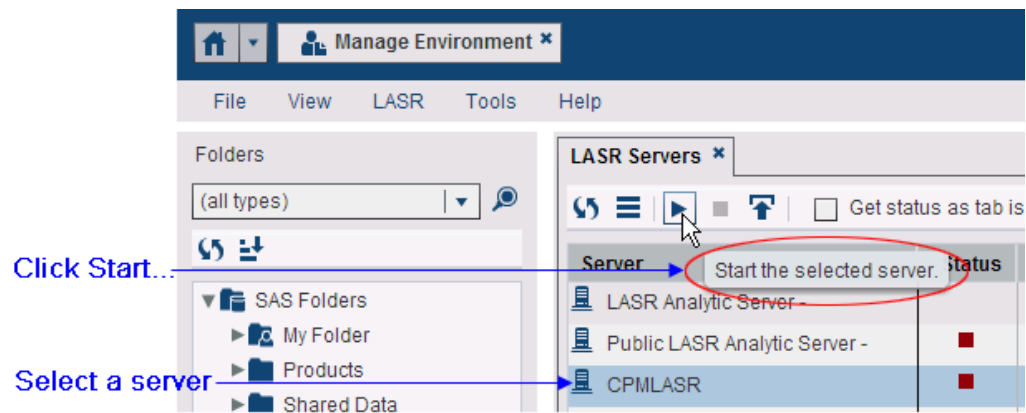 Manage Environment
File View LASR Tools Help
Folders
(all types)
LASR Servers
Get status as tab is
Click Start...
Server
Start the selected server.
Status
SAS Folders
LASR Analytic Server -
My Folder
Public LASR Analytic Server -
Products
Select a server
CPMLASR
Shared Data